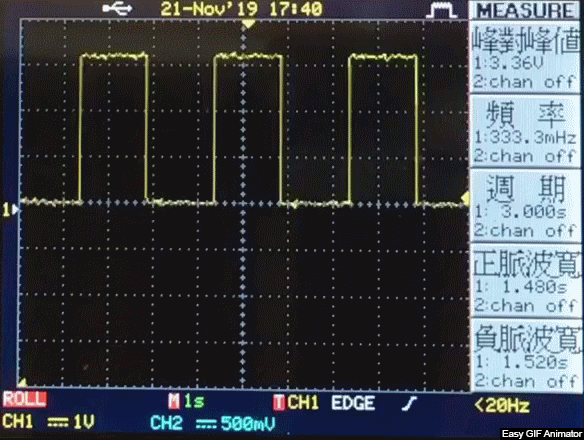 21-Nov'19 17:40
MEASURE
峰對峰值
1:3.36V
2:chan off
頻 率
1:333.3mHz
2:chan off
週 期
1: 3.000s
2:chan off
正脈波寬
1: 1.480s
2:chan off
負脈波寬
1: 1.520s
2:chan off
1
ROLL
M 1s
T CH1 EDGE
<20Hz
CH1 1V
CH2 500mV
Easy GIF Animator